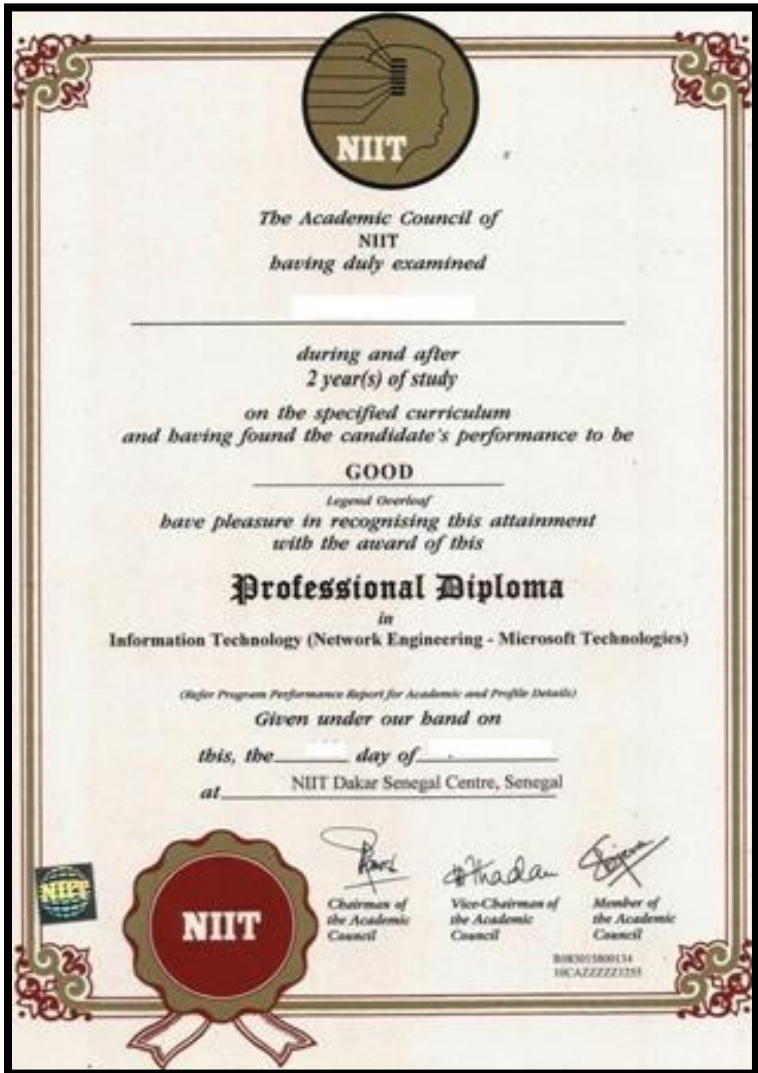 NIIT
The Academic Council of
NIIT
having duly examined
during and after
2 year(s) of study
on the specified curriculum
and having found the candidate's performance to be
GOOD
Legend Overleaf
have pleasure in recognising this attainment
with the award of this
Professional Diploma
in
Information Technology (Network Engineering - Microsoft Technologies)
(Refer Program Performance Report for Academic and Profile Details)
Given under our hand on
this, the day of
at NIIT Dakar Senegal Centre, Senegal
NIIT
NIIT
Chairman of
the Academic
Council
Vice-Chairman of
the Academic
Council
Member of
the Academic
Council